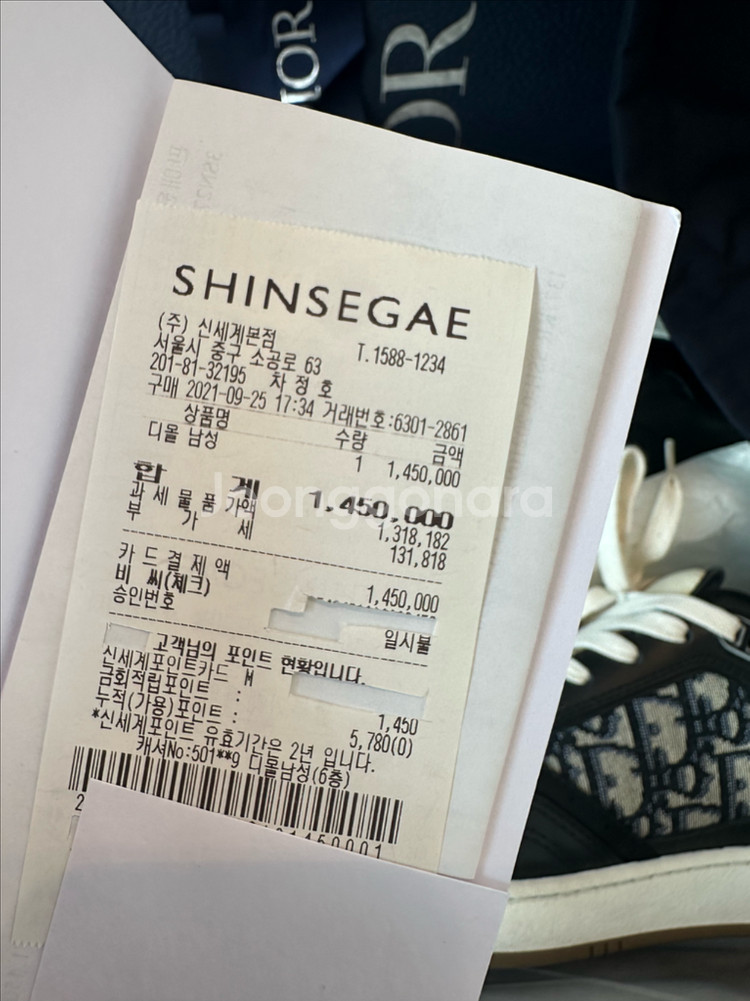 IOR
OR
SHINSEGAE
(주) 신세계본점 T.1588-1234
서울시 중구 소공로 63
201-81-32195 차 정 호
구매 2021-09-25 17:34 거래번호:6301-2861
상품명 수량 금액
디올 남성 1 1,450,000
합 계 1,450,000
과 세 물 품 가액 1,318,182
부 가 세 131,818
카 드 결 제 액 1,450,000
비 씨(체크)
승인번호 일시불
고객님의 포인트 현황입니다.
신세계포인트카드 M
금회적립포인트 : 1,450
누적(가용)포인트 : 5,780(0)
*신세계포인트 유효기간은 2년 입니다.
캐셔No:501**9 디올남성(6층)
2
1450001
Joonggonara